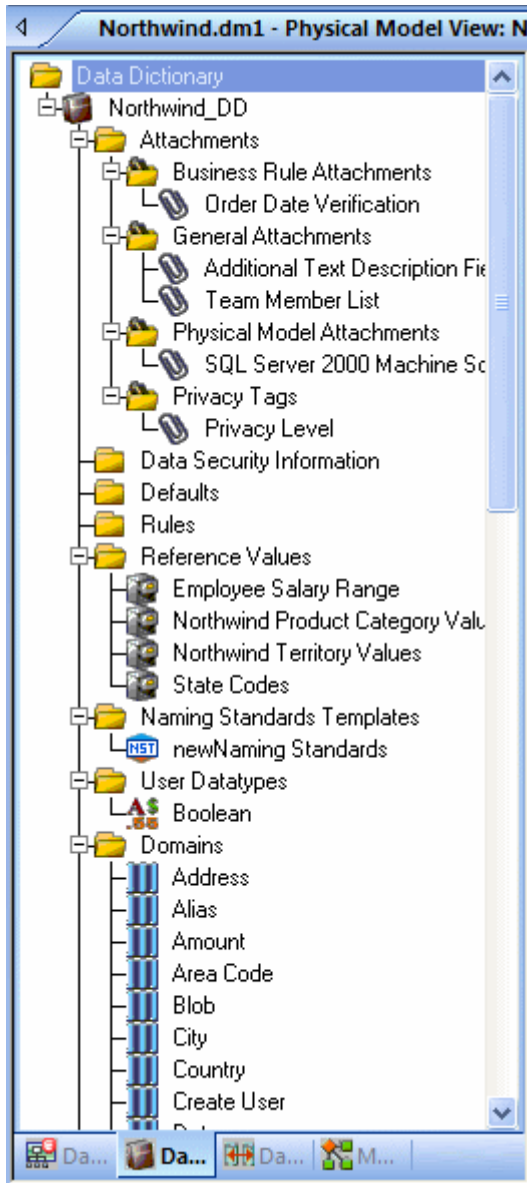 Northwind.dm1 - Physical Model View: N
Data Dictionary
Northwind_DD
Attachments
Business Rule Attachments
Order Date Verification
General Attachments
Additional Text Description Fie
Team Member List
Physical Model Attachments
SQL Server 2000 Machine Sc
Privacy Tags
Privacy Level
Data Security Information
Defaults
Rules
Reference Values
Employee Salary Range
Northwind Product Category Valu
Northwind Territory Values
State Codes
Naming Standards Templates
NST newNaming Standards
User Datatypes
Boolean
Domains
Address
Alias
Amount
Area Code
Blob
City
Country
Create User
Da... Da... Da... M...